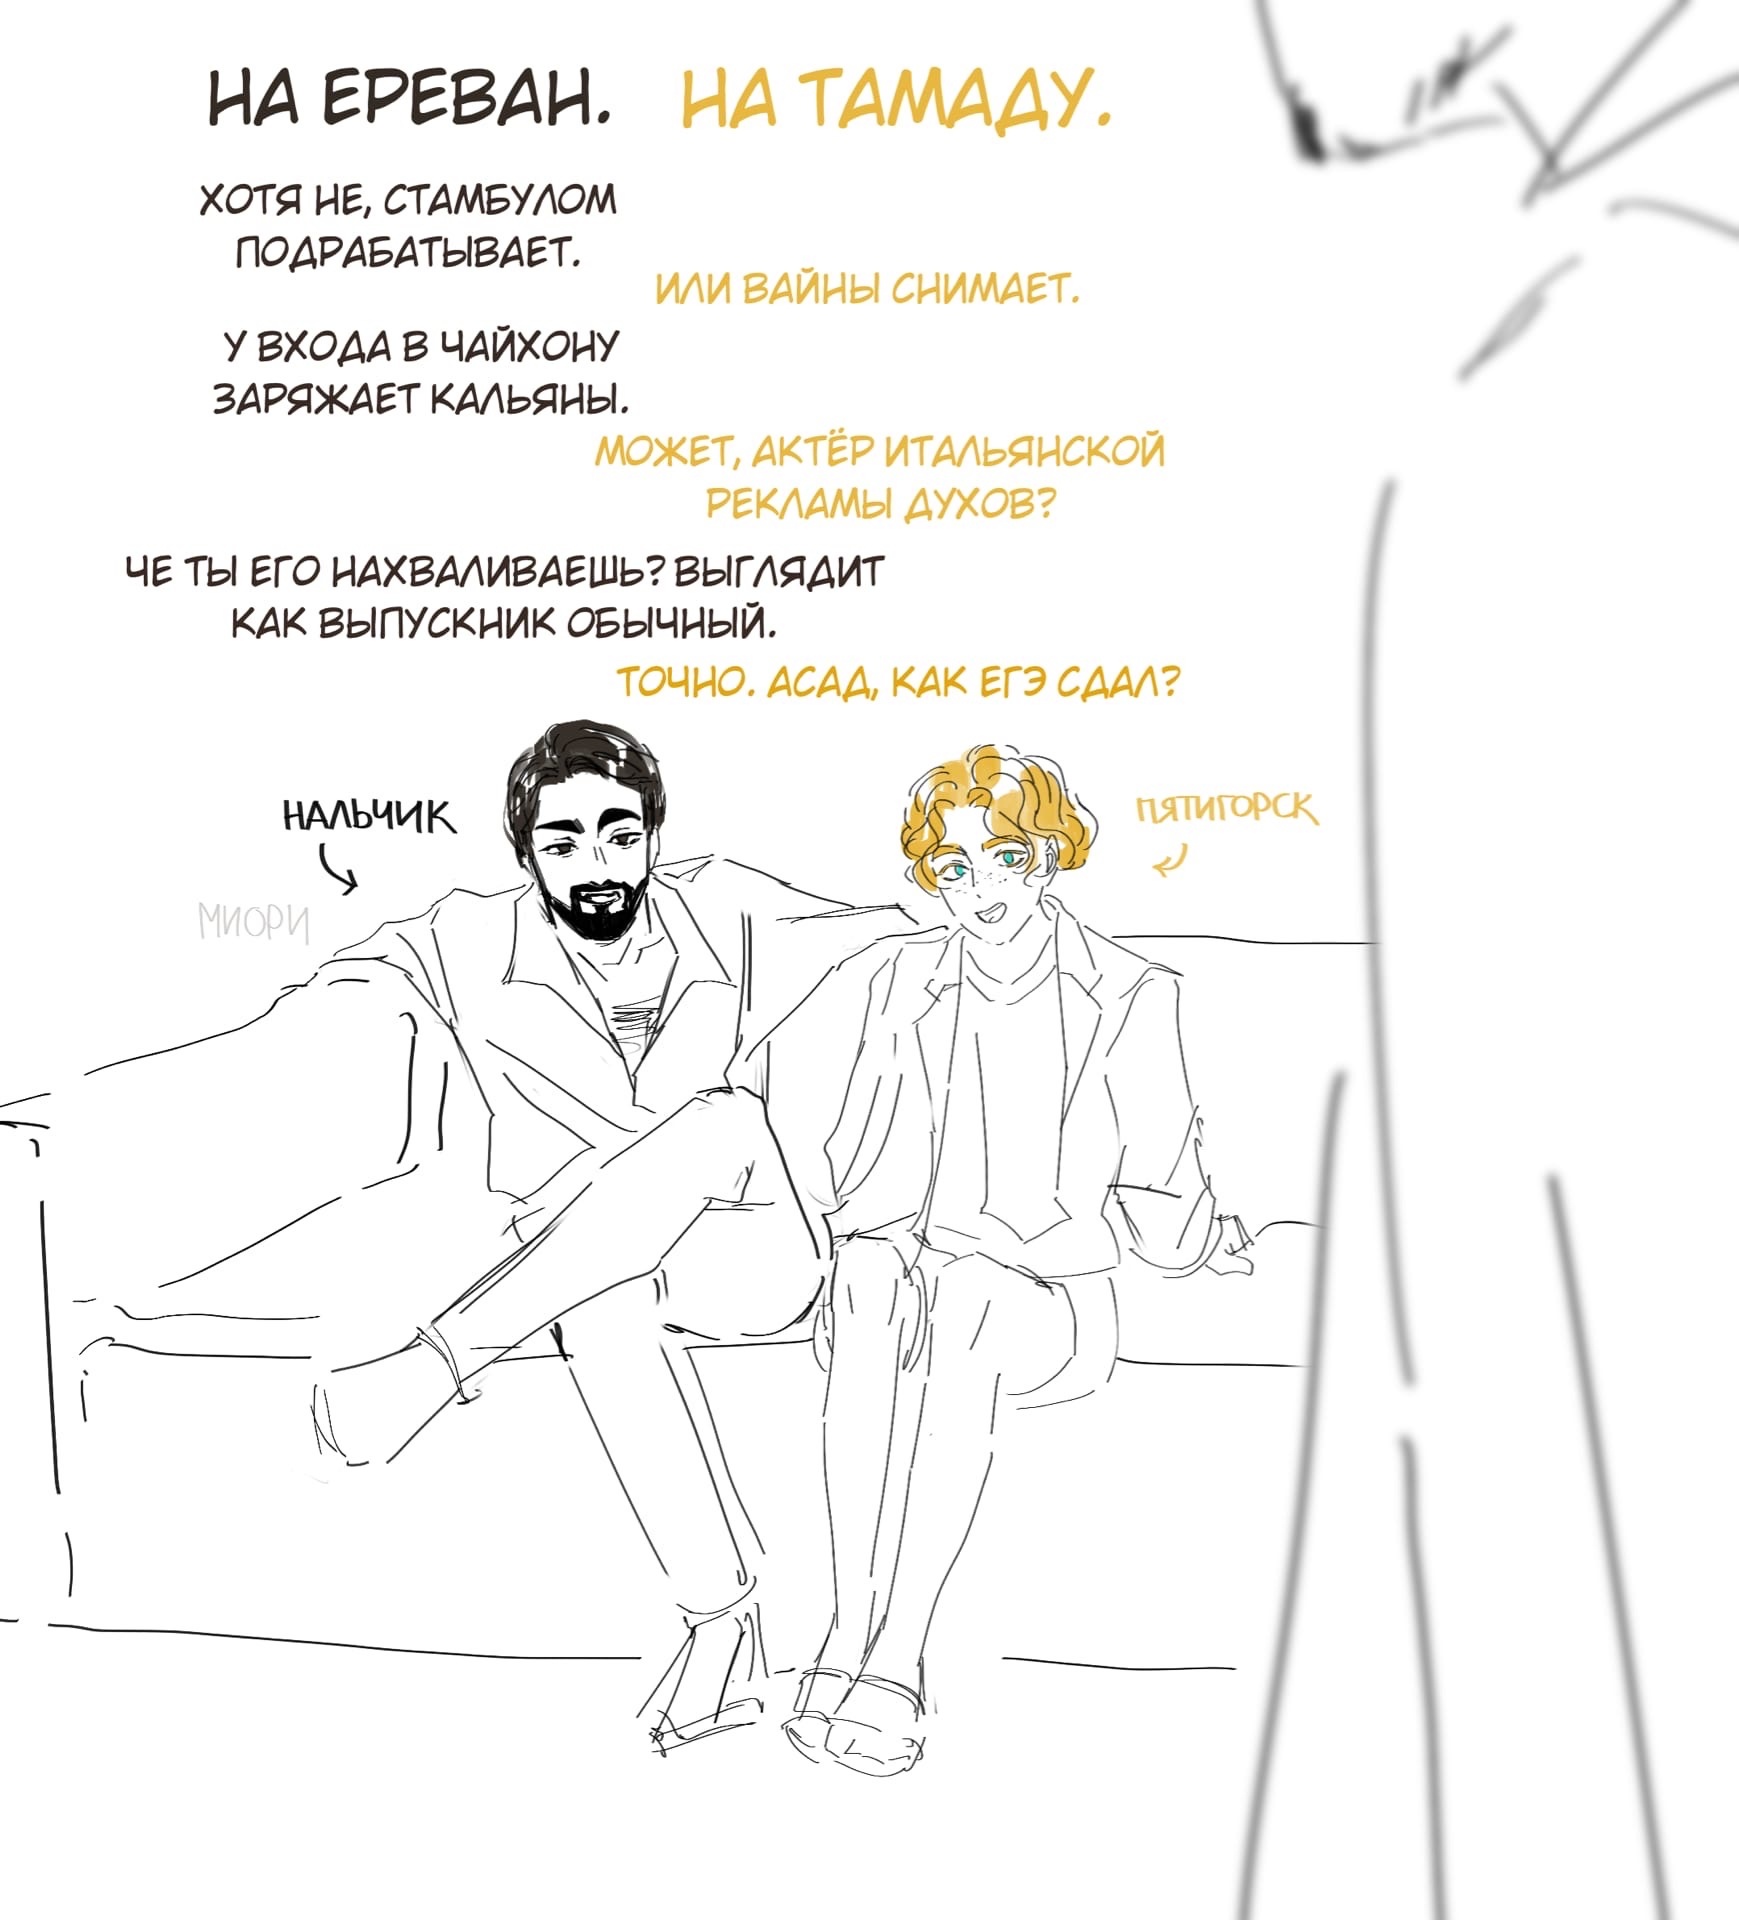 НА ЕРЕВАН.
НА ТАМАДУ.
ХОТЯ НЕ, СТАМБУЛОМ
ПОДРАБАТЫВАЕТ.
ИЛИ ВАЙНЫ СНИМАЕТ.
У ВХОДА В ЧАЙХОНУ
ЗАРЯЖАЕТ КАЛЬЯНЫ.
МОЖЕТ, АКТЁР ИТАЛЬЯНСКОЙ
РЕКЛАМЫ ДУХОВ?
ЧЕ ТЫ ЕГО НАХВАЛИВАЕШЬ? ВЫГЛЯДИТ
КАК ВЫПУСКНИК ОБЫЧНЫЙ.
ТОЧНО. АСАД, КАК ЕГЭ СДАЛ?
НАЛЬЧИК
ПЯТИГОРСК
МИОРИ